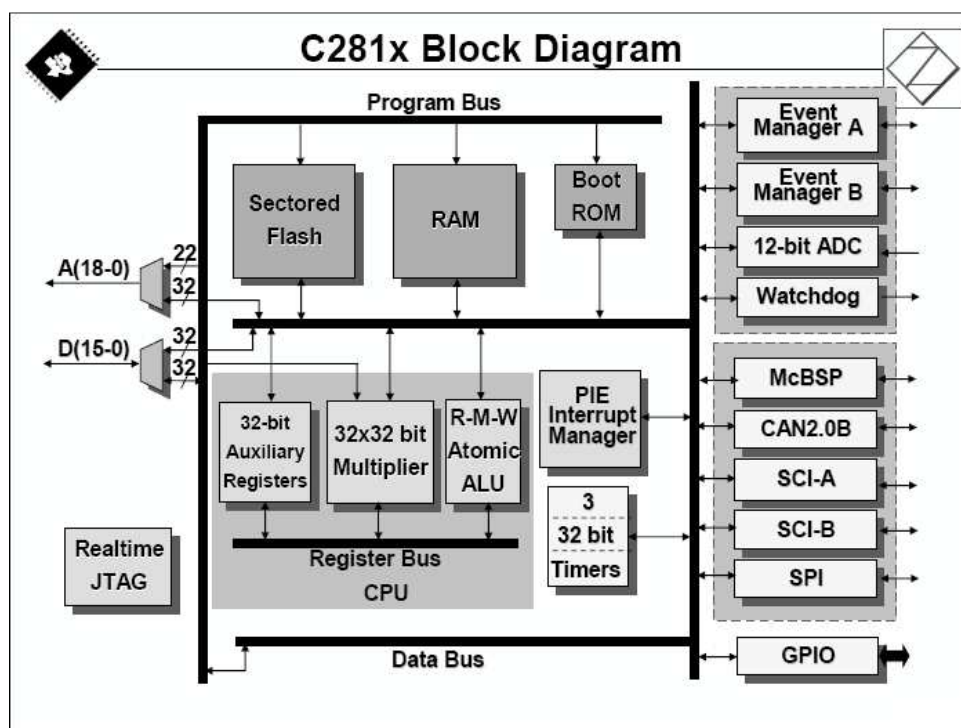 C281x Block Diagram
Program Bus
Sectored
Flash
RAM
Boot
ROM
A(18-0)
22
32
D(15-0)
32
32
32-bit
Auxiliary
Registers
32x32 bit
Multiplier
R-M-W
Atomic
ALU
Register Bus
CPU
PIE
Interrupt
Manager
3
32 bit
Timers
Realtime
JTAG
Data Bus
Event
Manager A
Event
Manager B
12-bit ADC
Watchdog
McBSP
CAN2.0B
SCI-A
SCI-B
SPI
GPIO